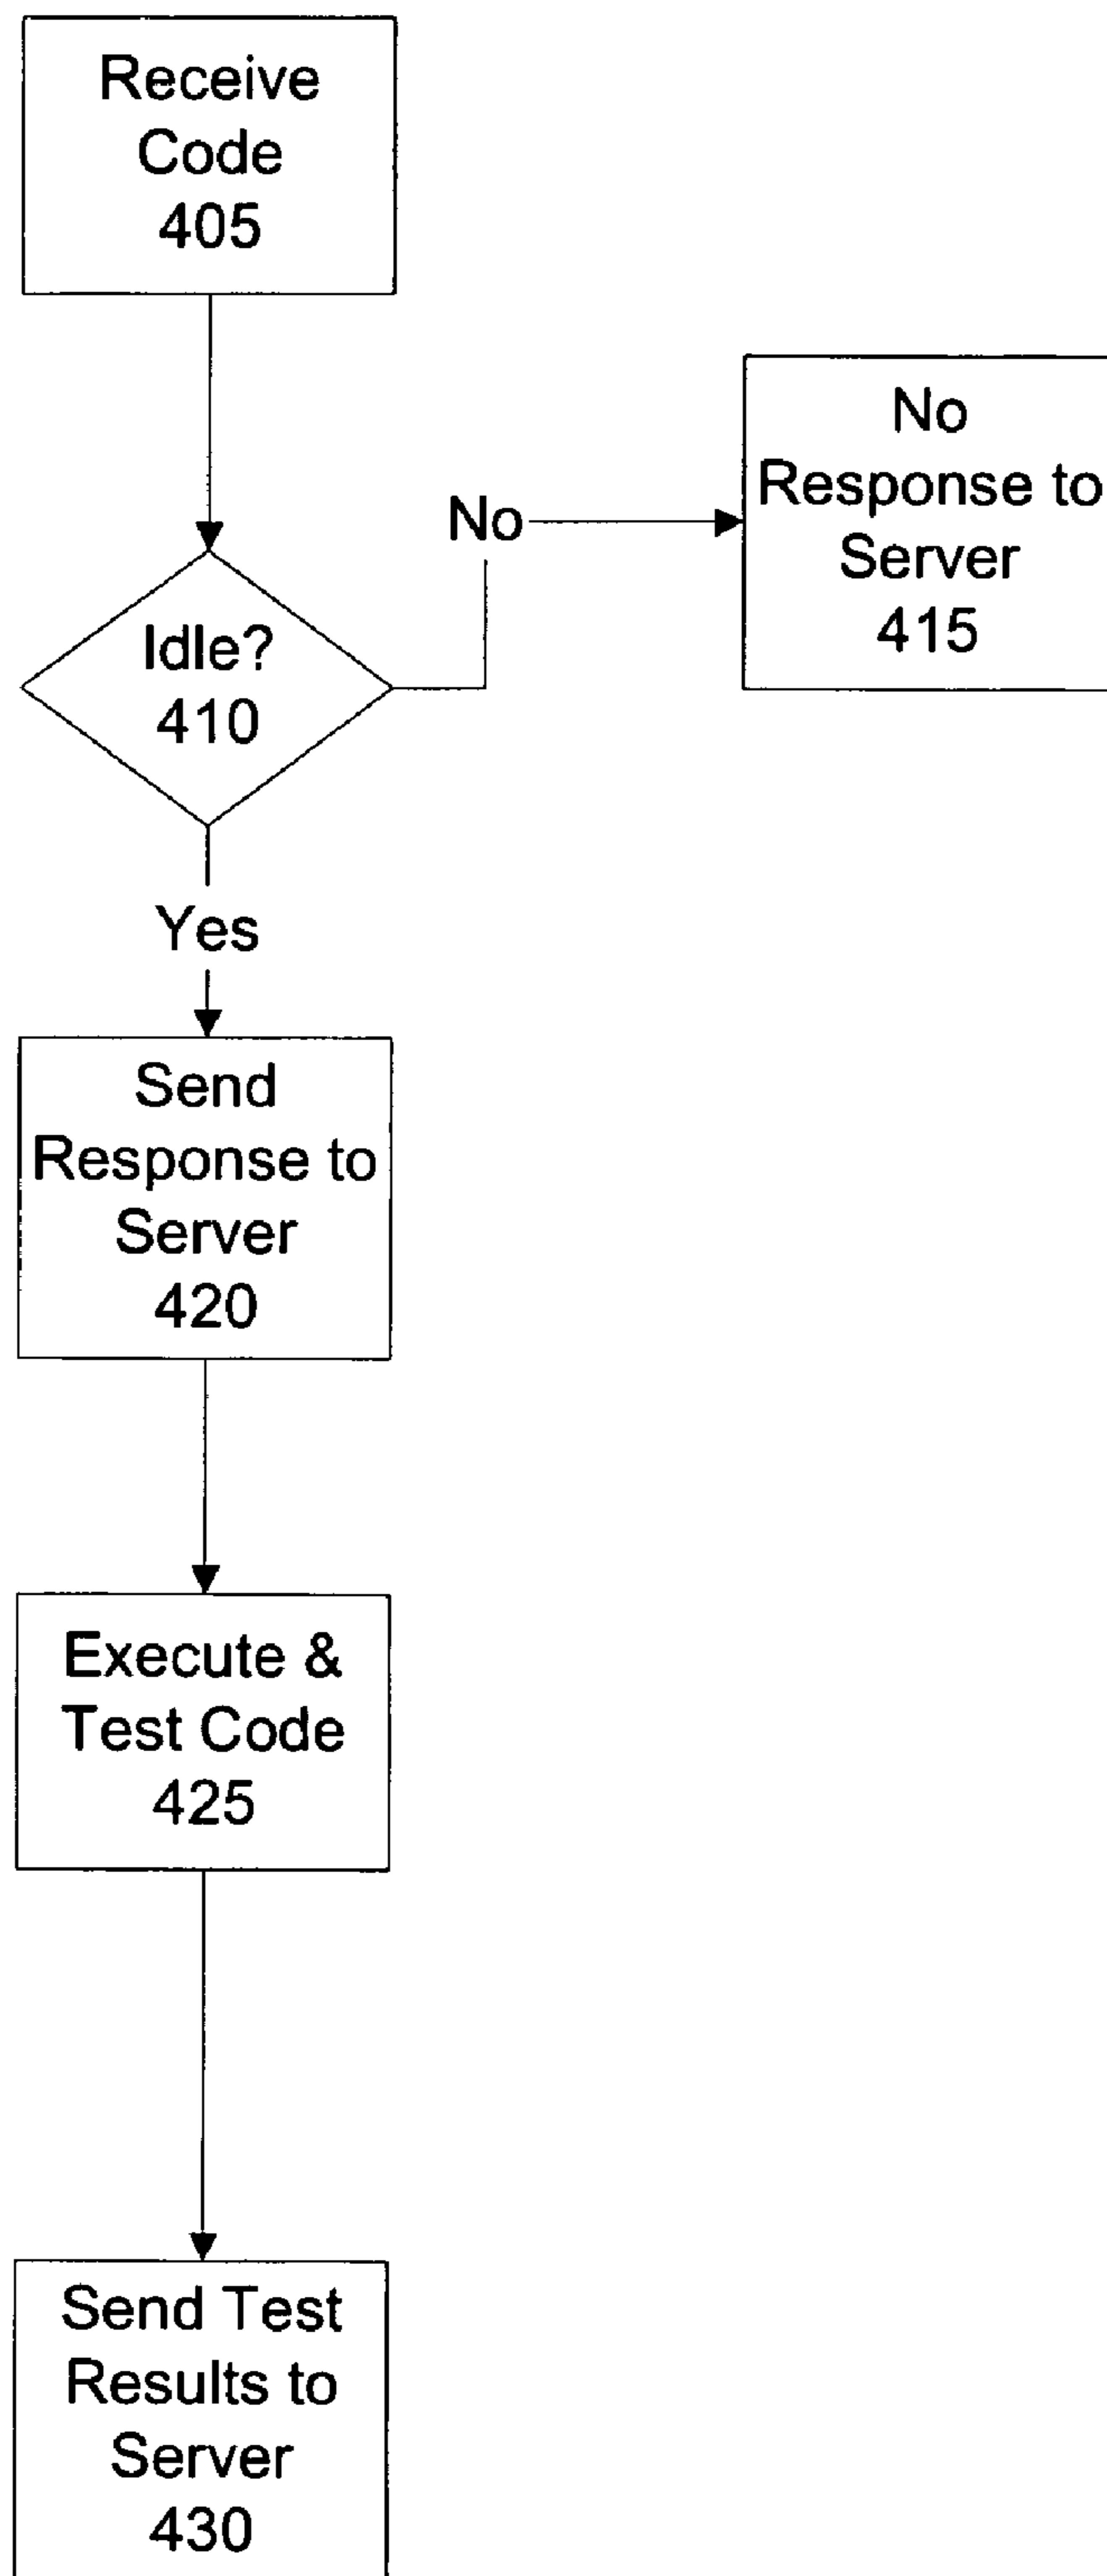 Receive
Code
405
No
Response to
Server
415
No
Idle?
410
Yes
Send
Response to
Server
420
Execute &
Test Code
425
Send Test
Results to
Server
430